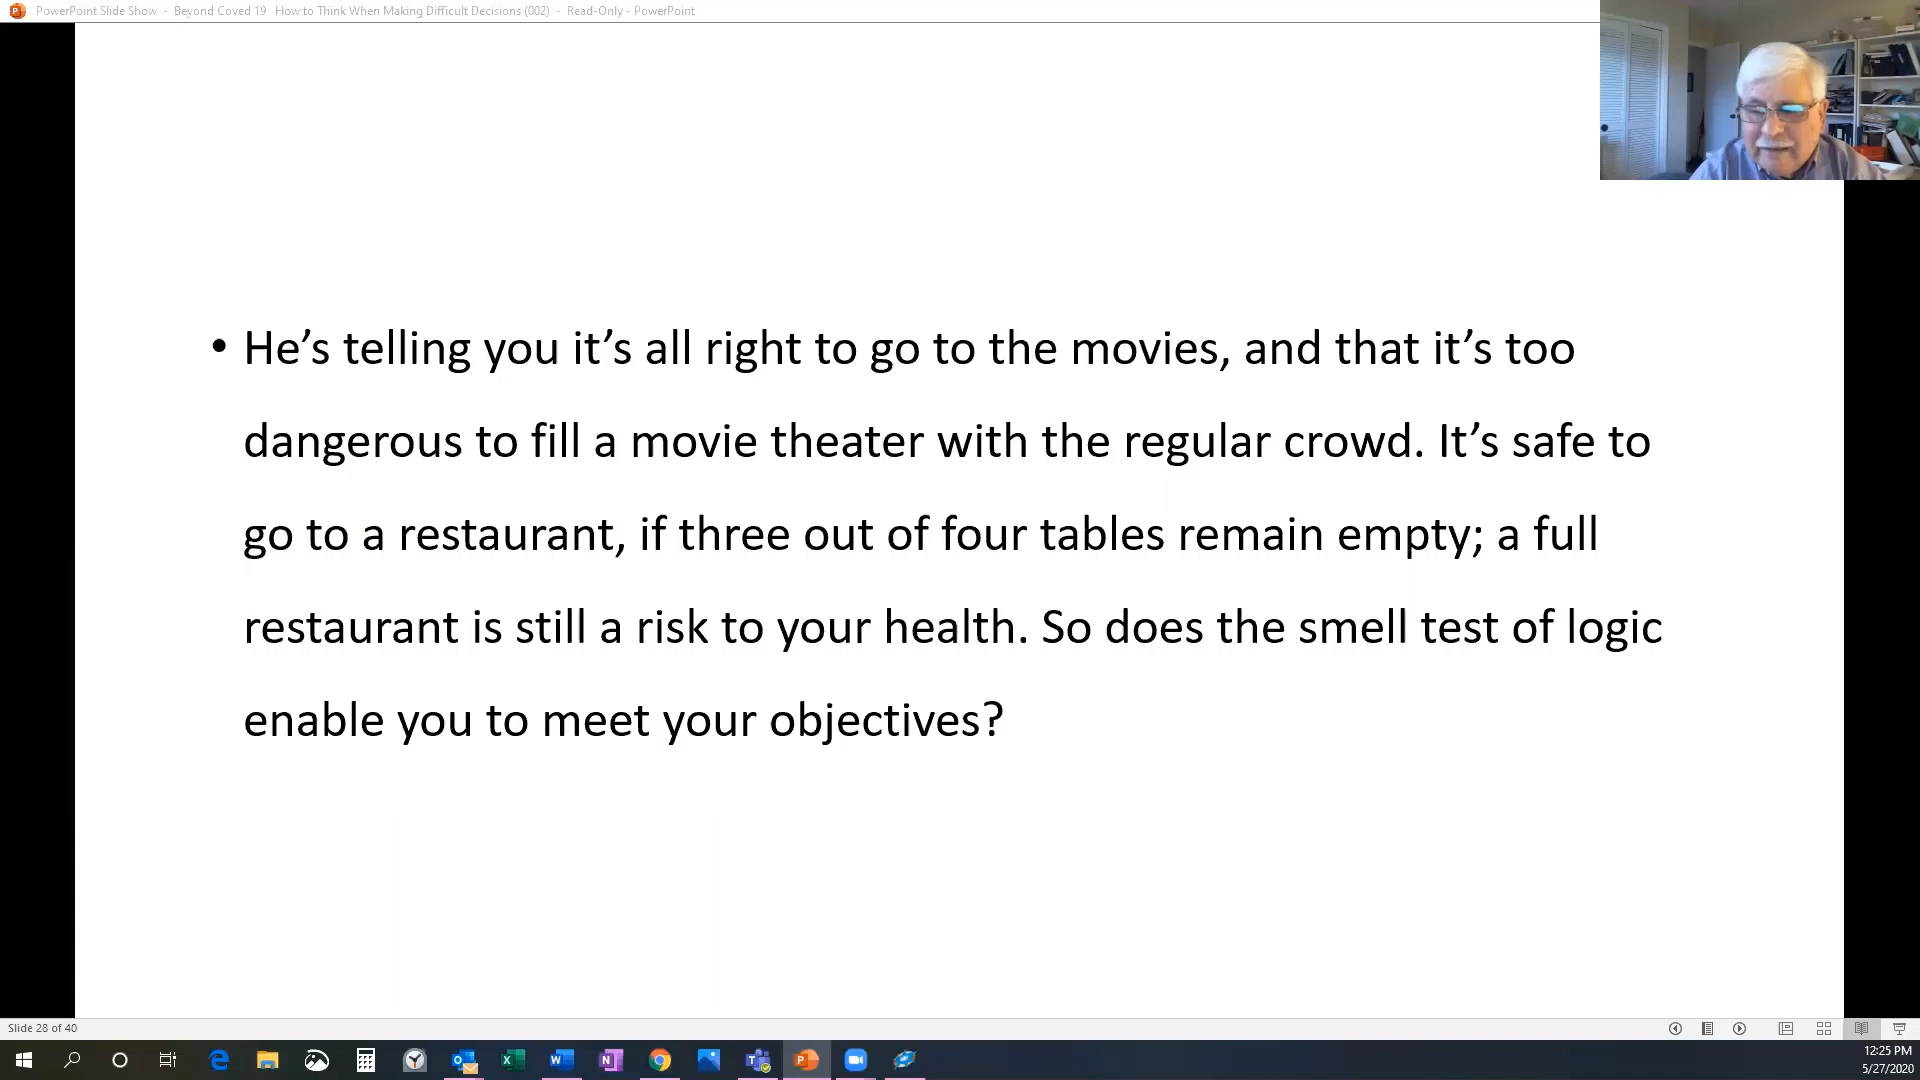 PowerPoint Slide Show - Beyond Coved 19 How to Think When Making Difficult Decisions (002) - Read-Only - PowerPoint
• He’s telling you it’s all right to go to the movies, and that it’s too
dangerous to fill a movie theater with the regular crowd. It’s safe to
go to a restaurant, if three out of four tables remain empty; a full
restaurant is still a risk to your health. So does the smell test of logic
enable you to meet your objectives?
Slide 28 of 40
12:25 PM
5/27/2020